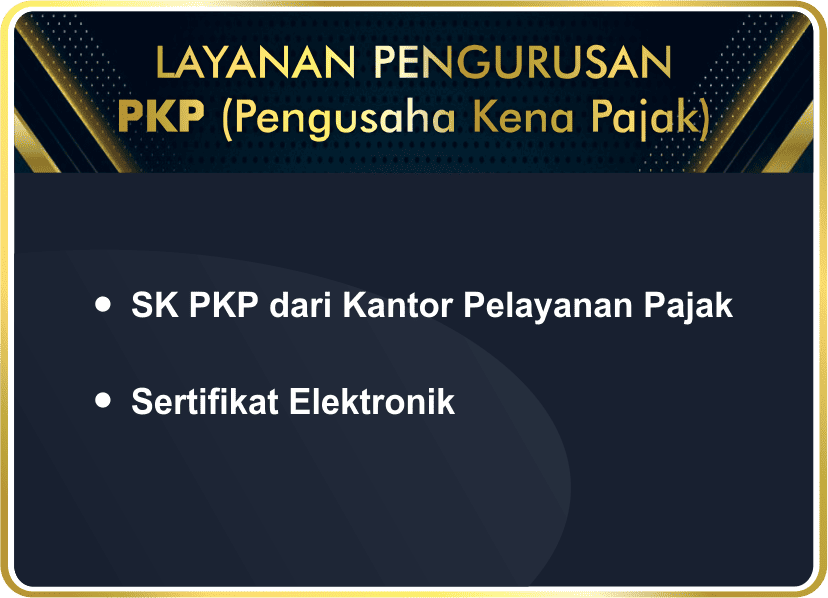 LAYANAN PENGURUSAN
PKP (Pengusaha Kena Pajak)
• SK PKP dari Kantor Pelayanan Pajak
• Sertifikat Elektronik